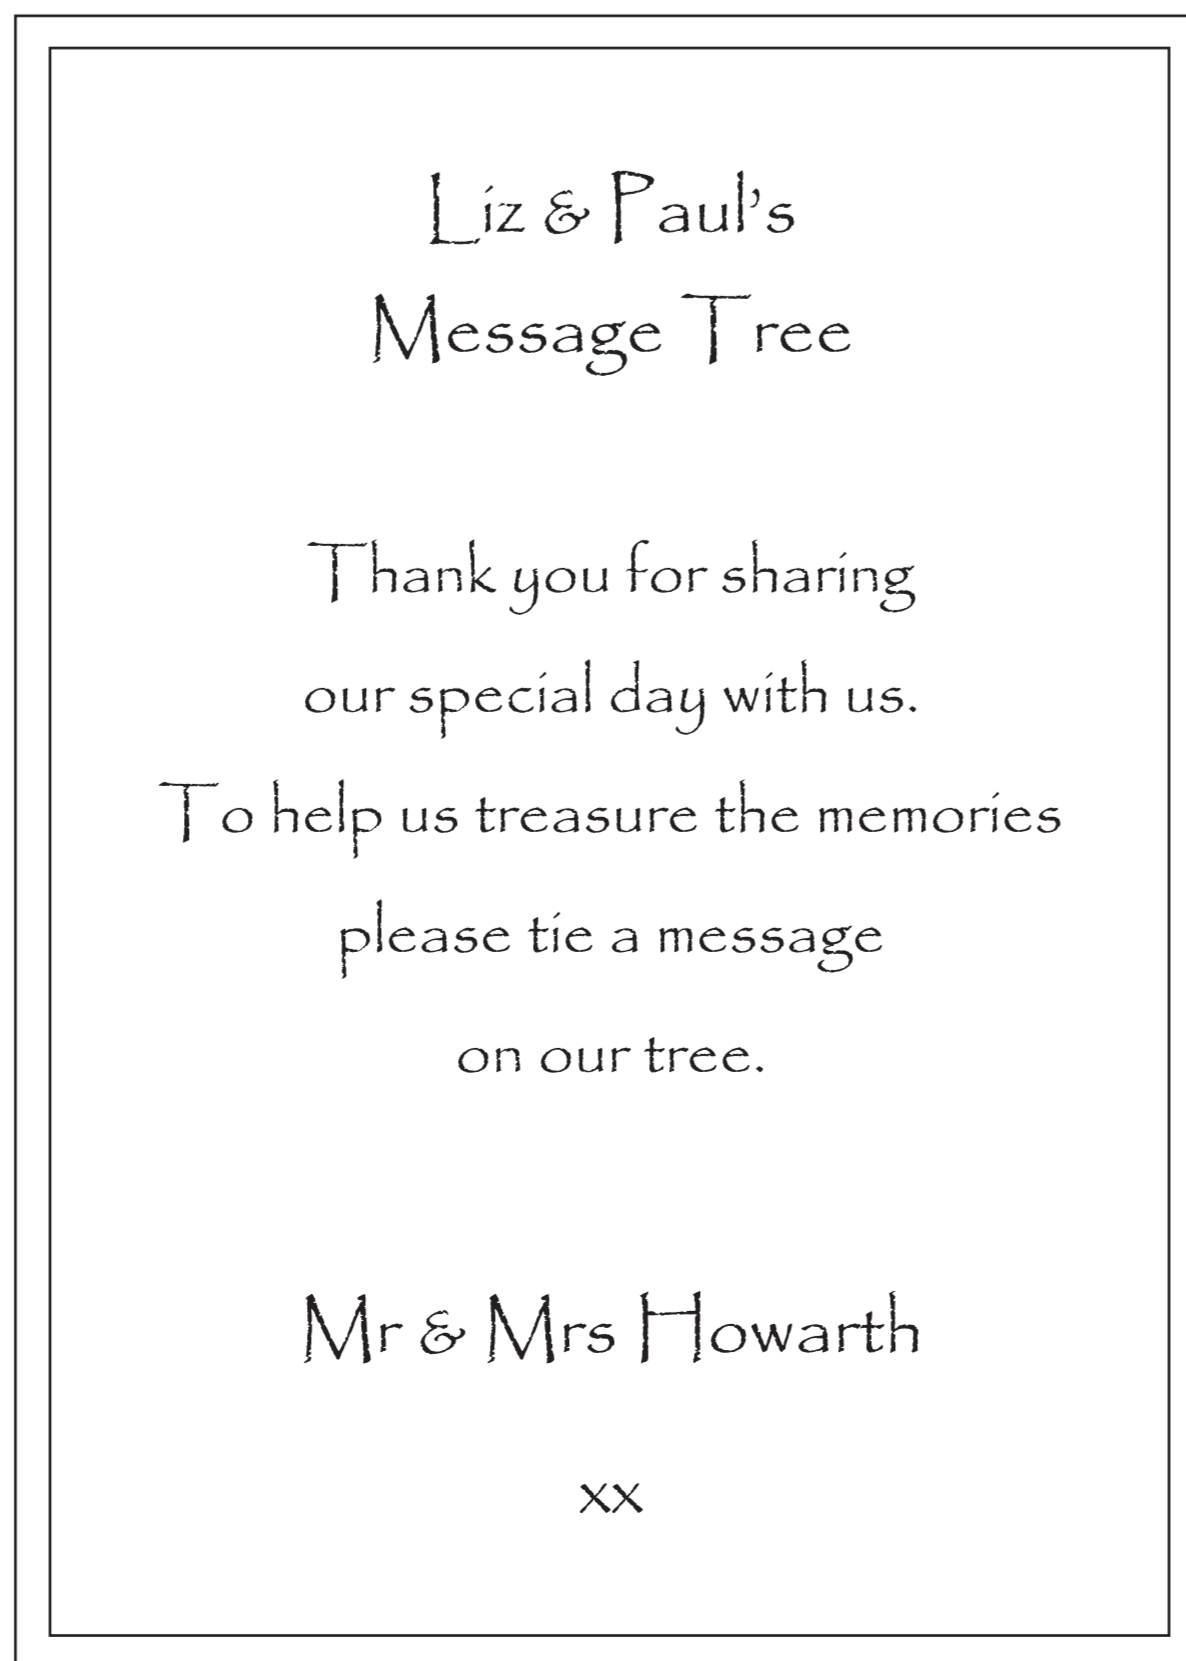 Liz & Paul’s
Message Tree
Thank you for sharing
our special day with us.
To help us treasure the memories
please tie a message
on our tree.
Mr & Mrs Howarth
xx